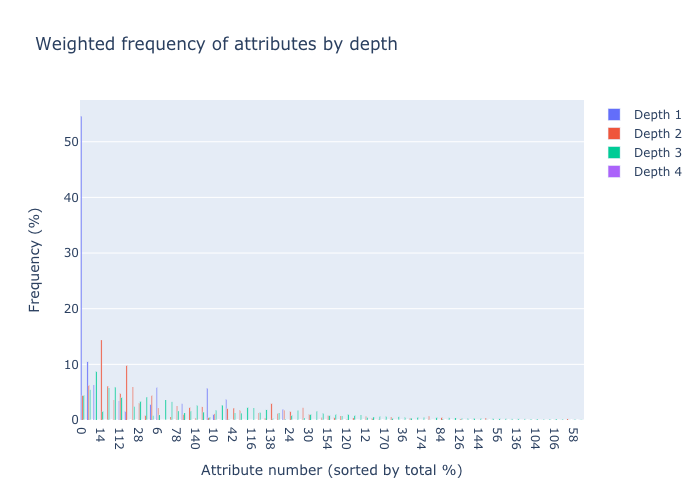 Weighted frequency of attributes by depth
Depth 1
Depth 2
Depth 3
Depth 4
Frequency (%)
50
40
30
20
10
0
0 14 112 28 6 78 140 10 42 116 138 24 30 154 120 12 170 36 174 84 126 144 56 136 104 106 58
Attribute number (sorted by total %)